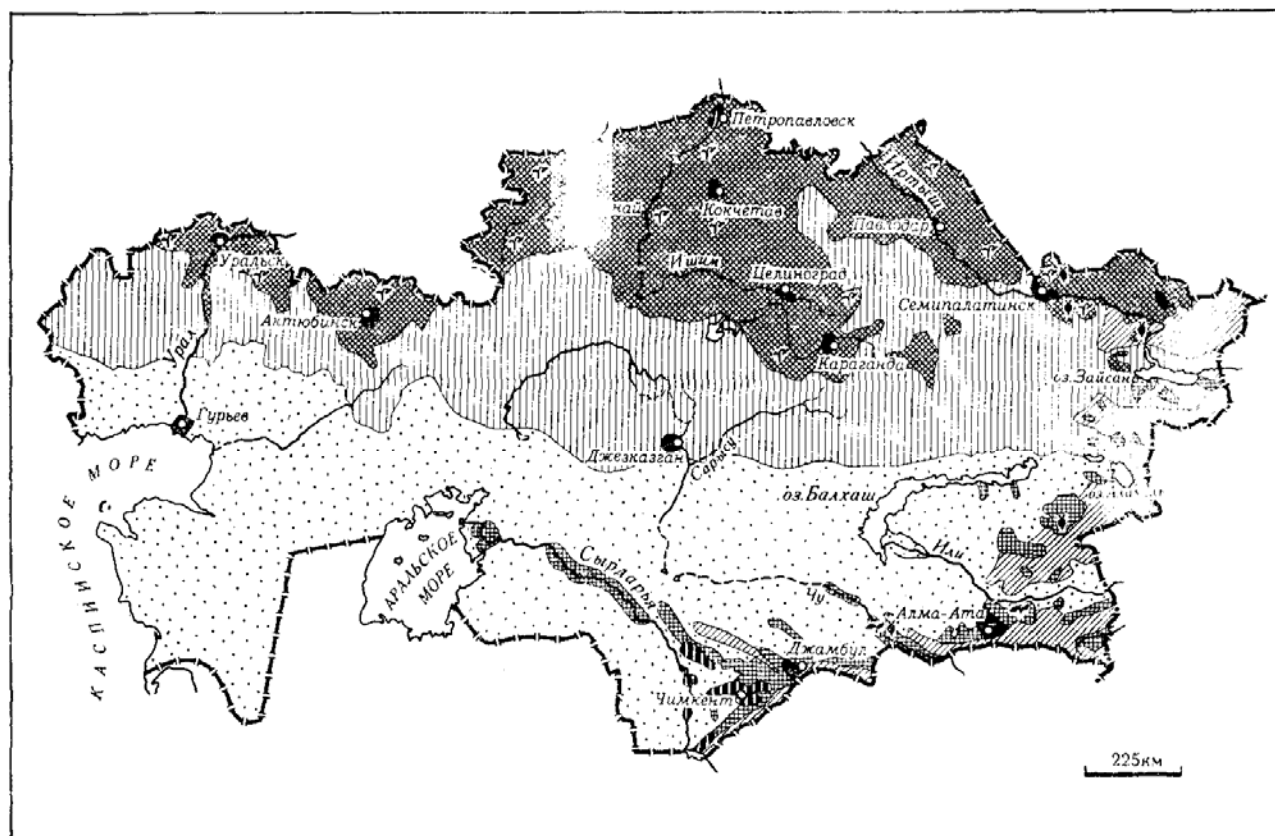 Петропавловск
Иртыш
най
Кокчетав
Павлодар
Уральск
Ишим
Целиноград
Семипалатинск
Актюбинск
Урал
Караганда
оз.Зайсан
Гурьев
Джезказган
Сарысу
КАСПИЙСКОЕ МОРЕ
оз.Балхаш
АРАЛЬСКОЕ
МОРЕ
Сырдарья
Или
Чу
Алма-Ата
Джамбул
Чимкент
225км